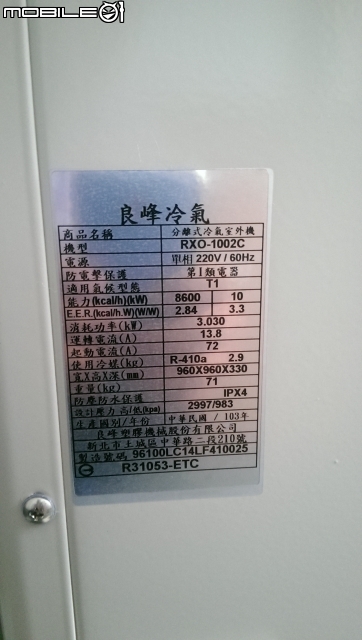 MOBILE01
良峰冷氣
商品名稱 分離式冷氣室外機
機型 RXO-1002C
電源 單相 220V / 60Hz
防電擊保護 第I類電器
適用氣候型態 T1
能力(kcal/h)(kW) 8600 10
E.E.R.(kcal/h.W)(W/W) 2.84 3.3
消耗功率(kW) 3.030
運轉電流(A) 13.8
起動電流(A) 72
使用冷媒(kg) R-410a 2.9
寬X高X深(mm) 960X960X330
重量(kg) 71
防塵防水保護 IPX4
設計壓力 高/低(kpa) 2997/983
生產國別/年份 中華民國 / 103年
良峰塑膠機械股份有限公司
新北市土城區中華路二段210號
製造號碼 96100LC14LF410025
R31053-ETC